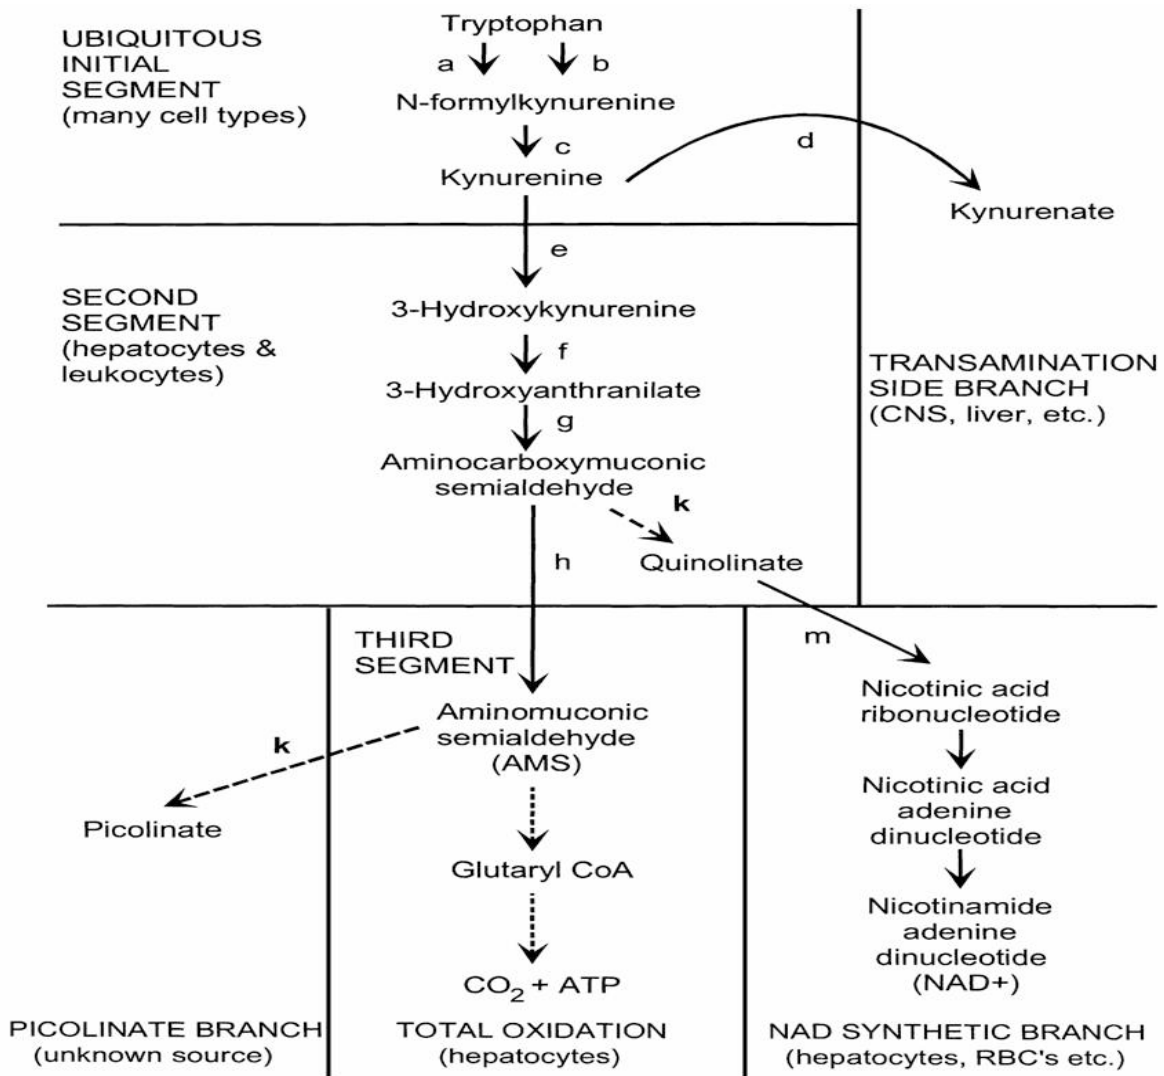 UBIQUITOUS
INITIAL
SEGMENT
(many cell types)
Tryptophan
a
b
N-formylkynurenine
c
Kynurenine
d
Kynurenate
e
SECOND
SEGMENT
(hepatocytes &
leukocytes)
3-Hydroxykynurenine
f
3-Hydroxyanthranilate
g
Aminocarboxymuconic
semialdehyde
k
Quinolinate
h
TRANSAMINATION
SIDE BRANCH
(CNS, liver, etc.)
THIRD
SEGMENT
m
Aminomuconic
semialdehyde
(AMS)
k
Picolinate
Glutaryl CoA
CO2 + ATP
Nicotinic acid
ribonucleotide
Nicotinic acid
adenine
dinucleotide
Nicotinamide
adenine
dinucleotide
(NAD+)
PICOLINATE BRANCH
(unknown source)
TOTAL OXIDATION
(hepatocytes)
NAD SYNTHETIC BRANCH
(hepatocytes, RBC's etc.)